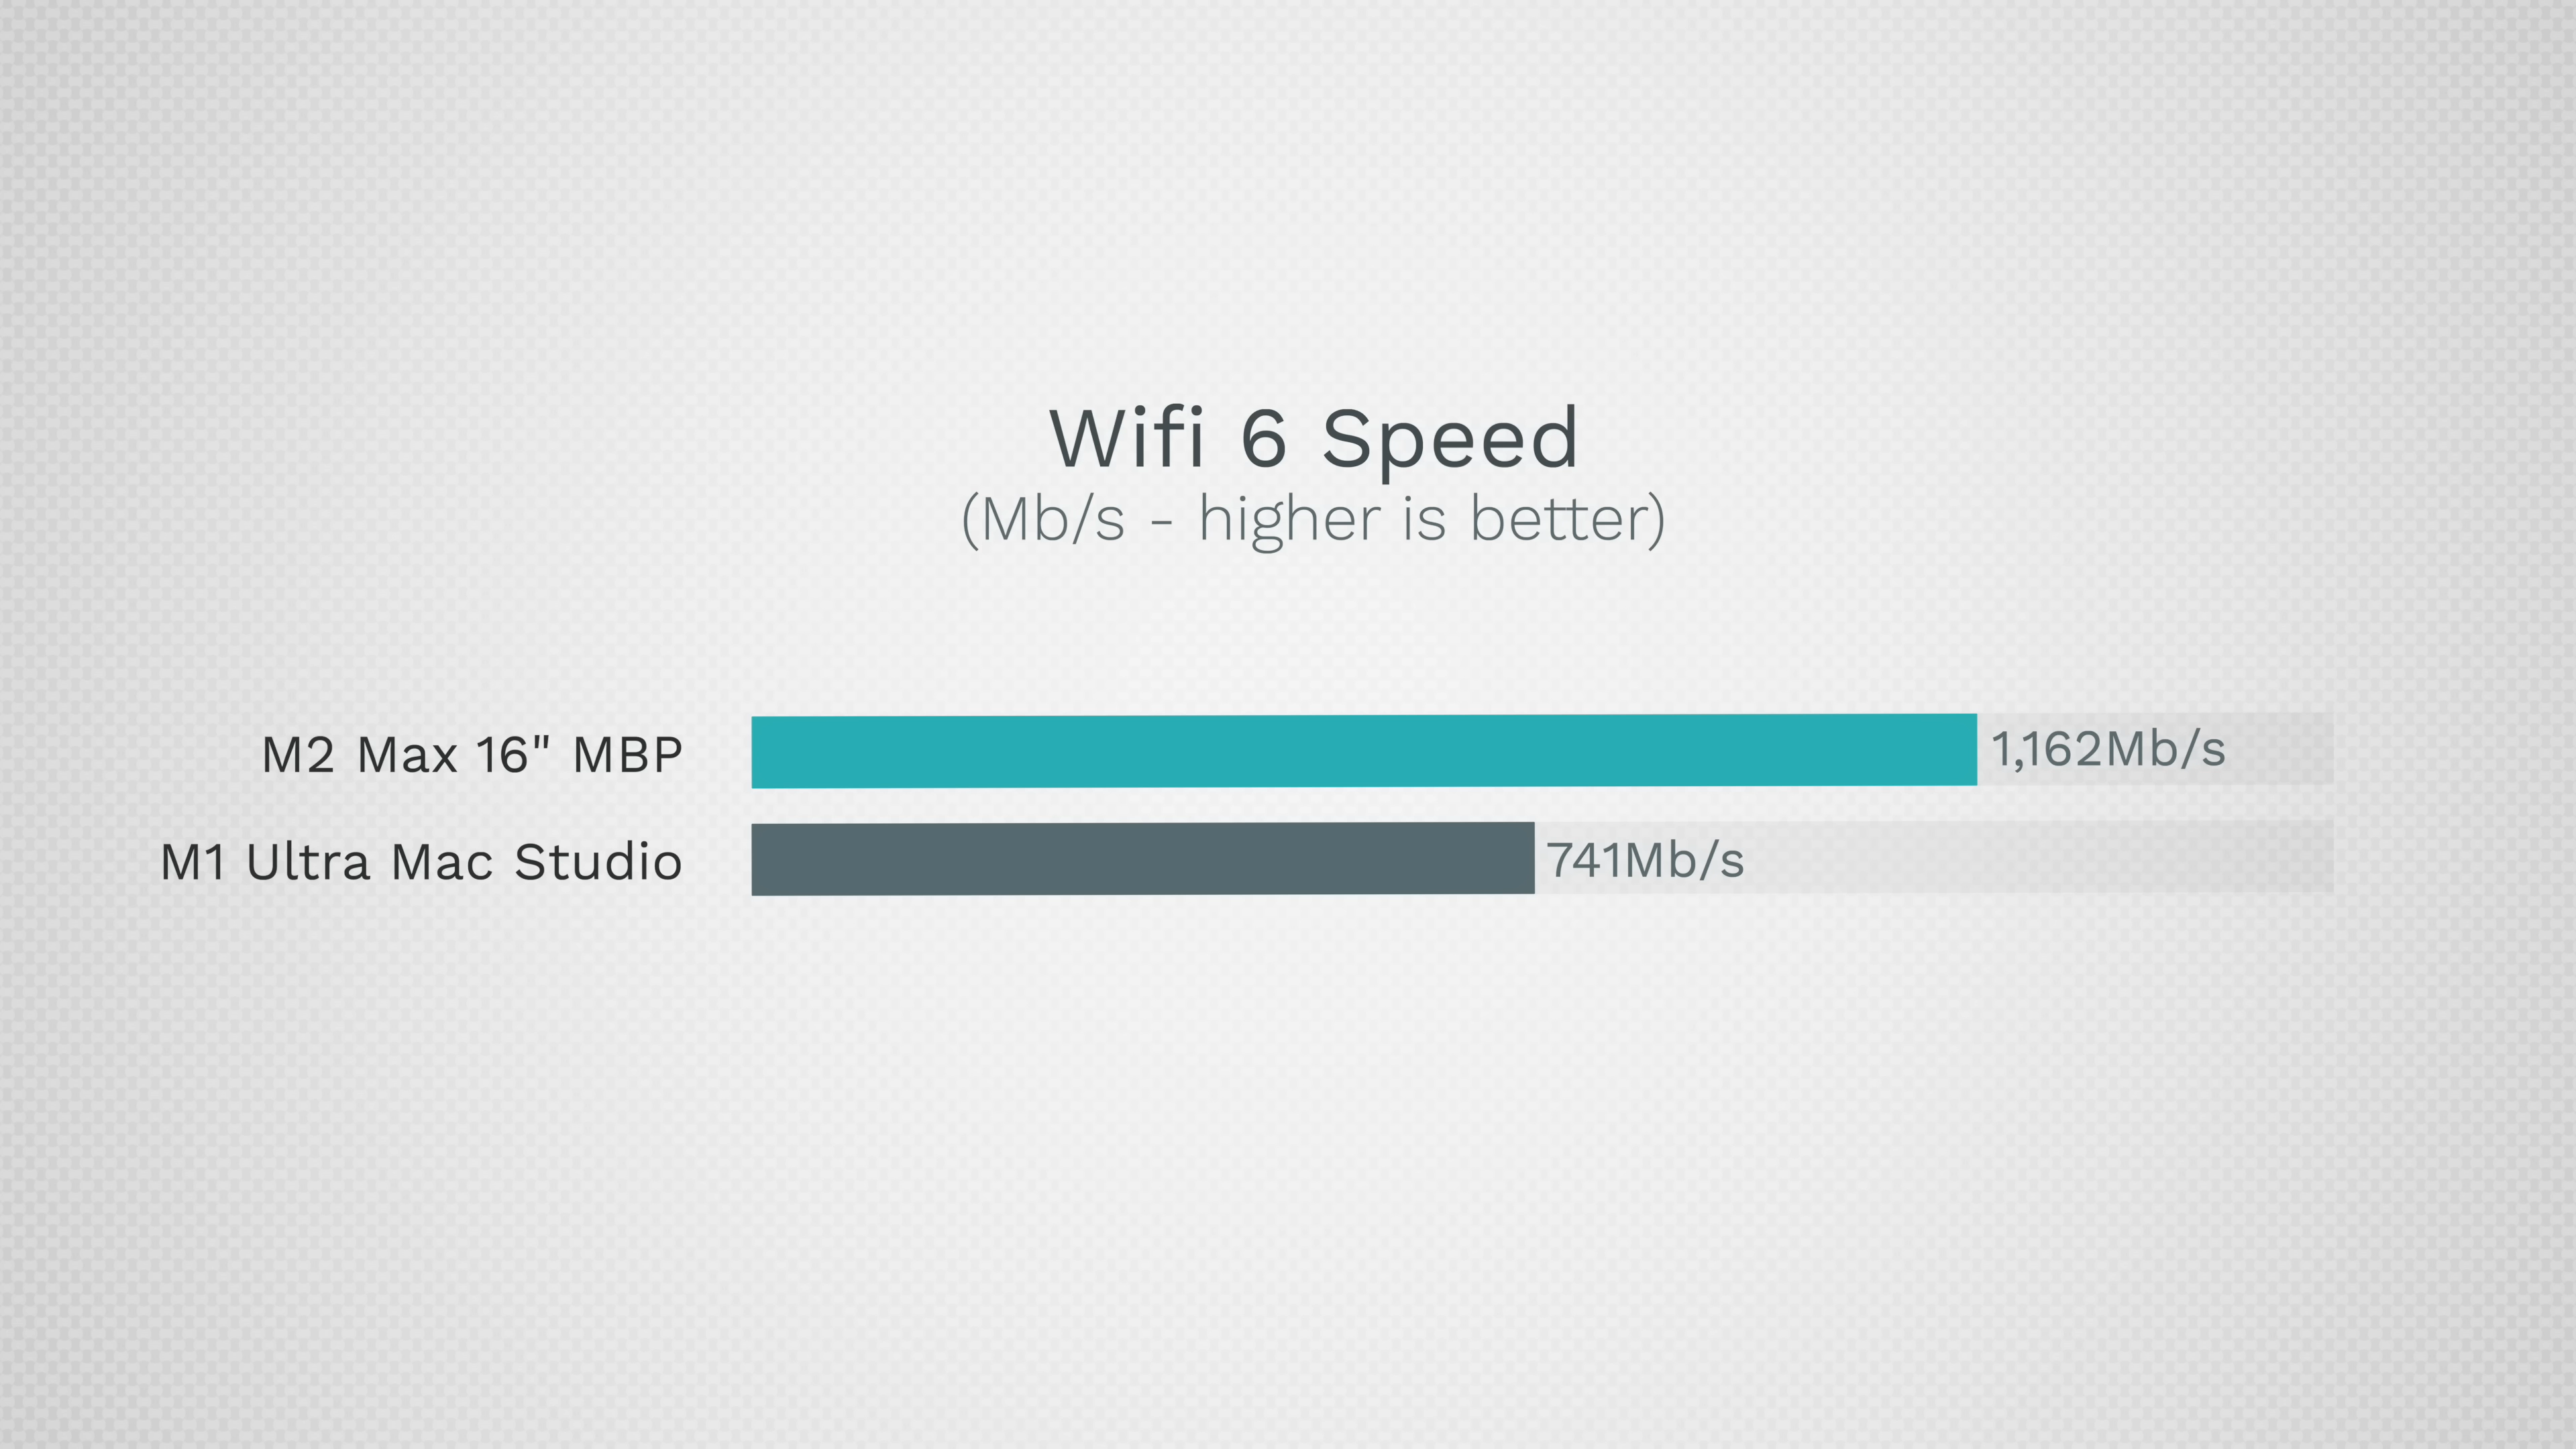 Wifi 6 Speed
(Mb/s - higher is better)
M2 Max 16" MBP 1,162Mb/s
M1 Ultra Mac Studio 741Mb/s